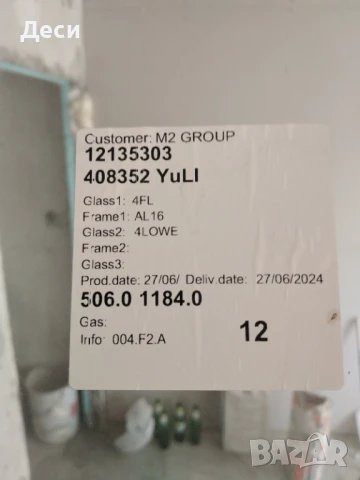 Деси
Customer: M2 GROUP
12135303
408352 YuLI
Glass1: 4FL
Frame1: AL16
Glass2: 4LOWE
Frame2:
Glass3:
Prod.date: 27/06/ Deliv.date: 27/06/2024
506.0 1184.0
Gas:
Info: 004.F2.A
12
BAZAR